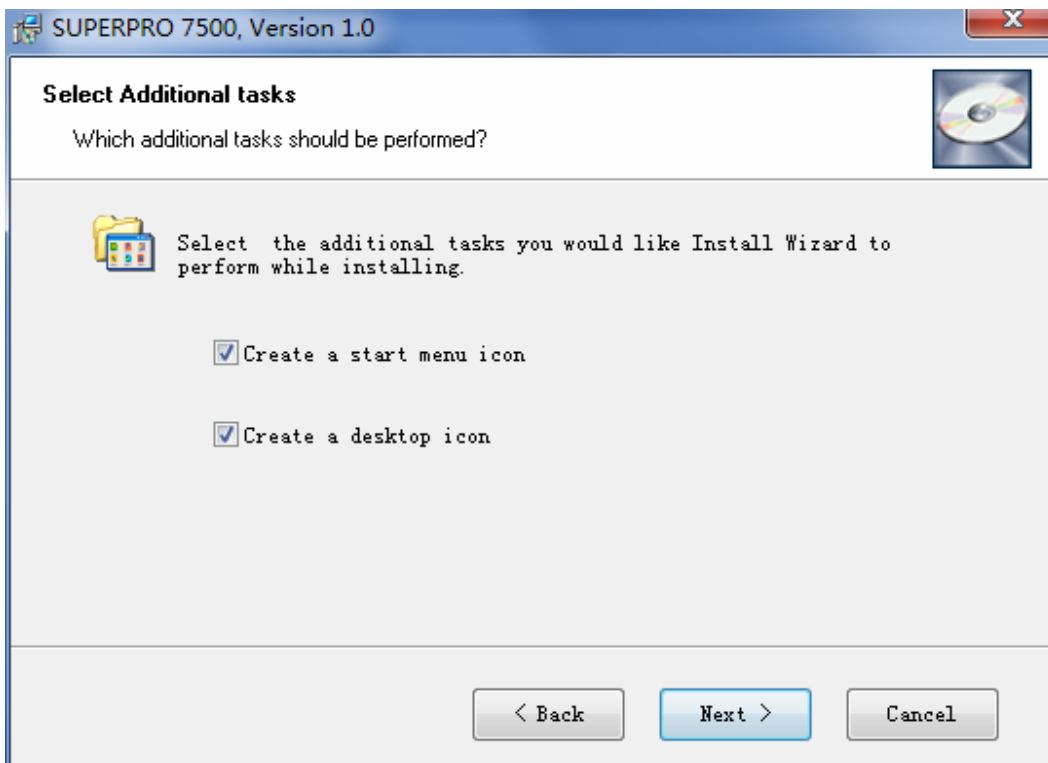 SUPERPRO 7500, Version 1.0
Select Additional tasks
Which additional tasks should be performed?
Select the additional tasks you would like Install Wizard to
perform while installing.
Create a start menu icon
Create a desktop icon
< Back Next > Cancel